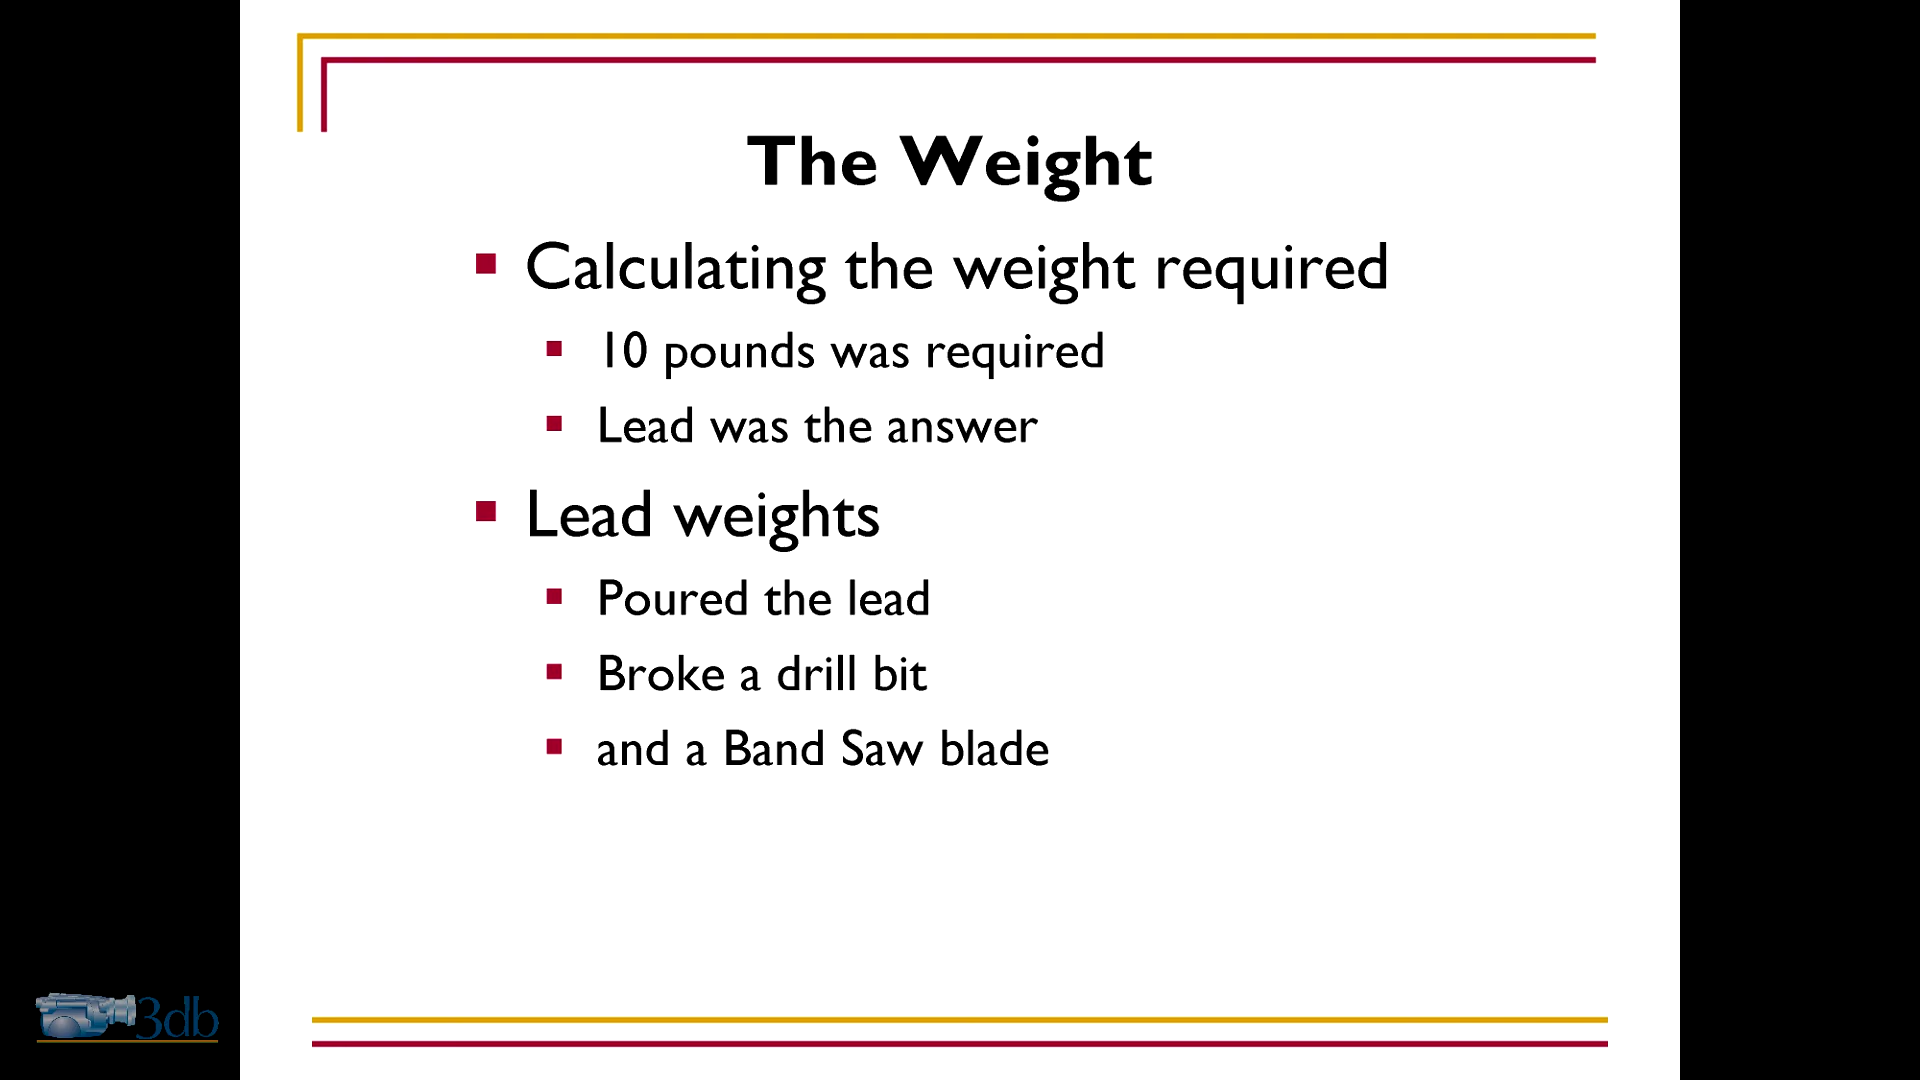 The Weight
Calculating the weight required
10 pounds was required
Lead was the answer
Lead weights
Poured the lead
Broke a drill bit
and a Band Saw blade
3db